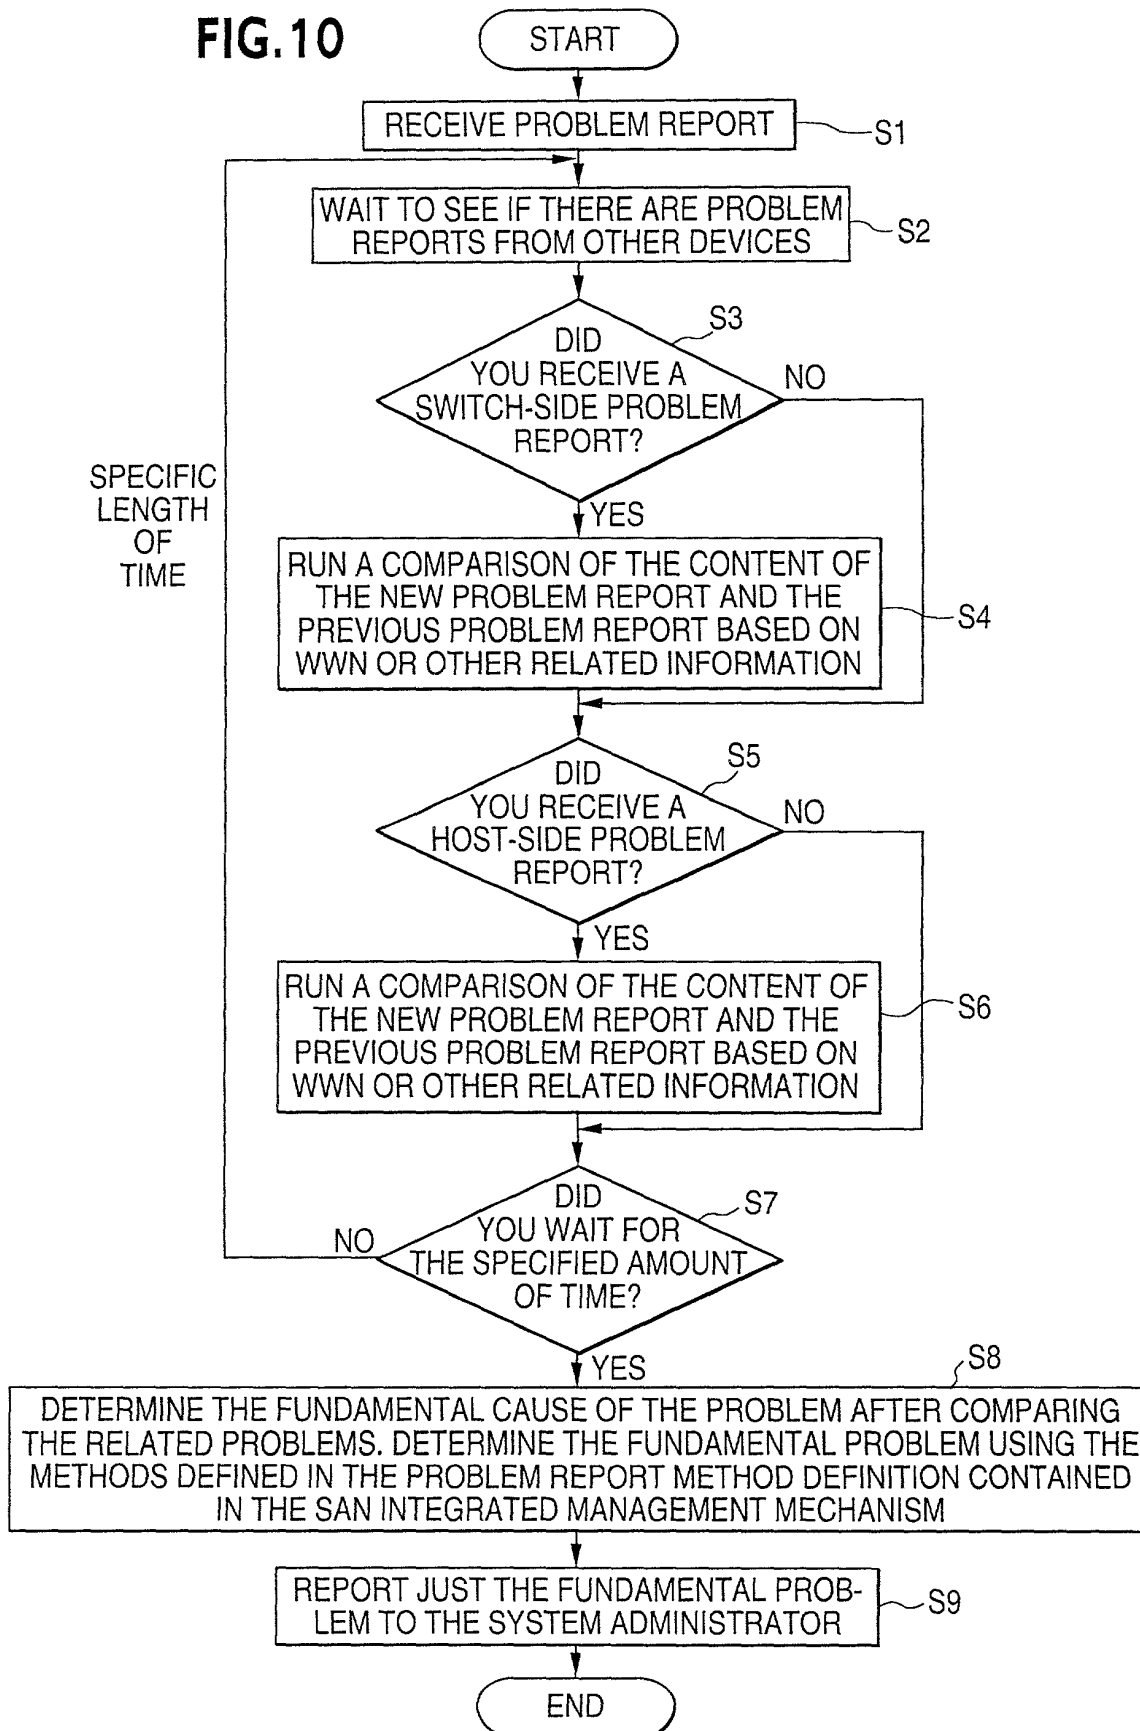 FIG.10
START
RECEIVE PROBLEM REPORT
S1
WAIT TO SEE IF THERE ARE PROBLEM
REPORTS FROM OTHER DEVICES
S2
S3
DID
YOU RECEIVE A
SWITCH-SIDE PROBLEM
REPORT?
NO
YES
SPECIFIC
LENGTH
OF
TIME
RUN A COMPARISON OF THE CONTENT OF
THE NEW PROBLEM REPORT AND THE
PREVIOUS PROBLEM REPORT BASED ON
WWN OR OTHER RELATED INFORMATION
S4
S5
DID
YOU RECEIVE A
HOST-SIDE PROBLEM
REPORT?
NO
YES
RUN A COMPARISON OF THE CONTENT OF
THE NEW PROBLEM REPORT AND THE
PREVIOUS PROBLEM REPORT BASED ON
WWN OR OTHER RELATED INFORMATION
S6
S7
DID
YOU WAIT FOR
THE SPECIFIED AMOUNT
OF TIME?
NO
YES
S8
DETERMINE THE FUNDAMENTAL CAUSE OF THE PROBLEM AFTER COMPARING
THE RELATED PROBLEMS. DETERMINE THE FUNDAMENTAL PROBLEM USING THE
METHODS DEFINED IN THE PROBLEM REPORT METHOD DEFINITION CONTAINED
IN THE SAN INTEGRATED MANAGEMENT MECHANISM
REPORT JUST THE FUNDAMENTAL PROB-
LEM TO THE SYSTEM ADMINISTRATOR
S9
END